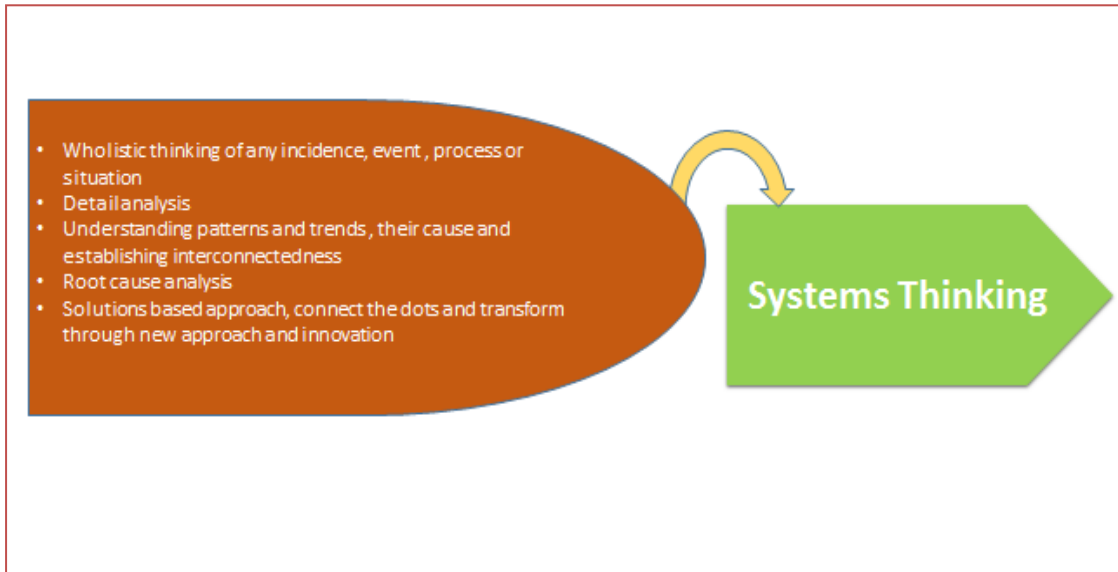 • Wholistic thinking of any incidence, event , process or
situation
• Detail analysis
• Understanding patterns and trends , their cause and
establishing interconnectedness
• Root cause analysis
• Solutions based approach, connect the dots and transform
through new approach and innovation
Systems Thinking